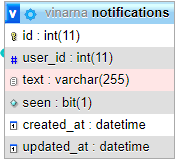 v vinarna notifications
id : int(11)
# user_id : int(11)
text : varchar(255)
seen : bit(1)
created_at : datetime
updated_at : datetime